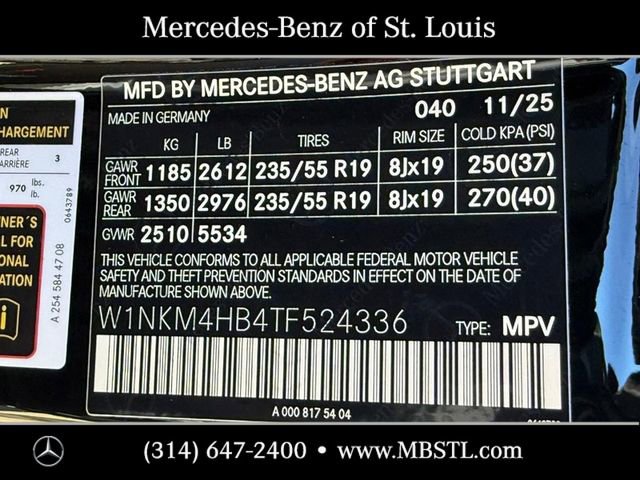 Mercedes-Benz of St. Louis
MFD BY MERCEDES-BENZ AG STUTTGART
MADE IN GERMANY 040 11/25
KG LB TIRES RIM SIZE COLD KPA (PSI)
GAWR FRONT 1185 2612 235/55 R19 8Jx19 250(37)
GAWR REAR 1350 2976 235/55 R19 8Jx19 270(40)
GVWR 2510 5534
THIS VEHICLE CONFORMS TO ALL APPLICABLE FEDERAL MOTOR VEHICLE
SAFETY AND THEFT PREVENTION STANDARDS IN EFFECT ON THE DATE OF
MANUFACTURE SHOWN ABOVE.
W1NKM4HB4TF524336 TYPE: MPV
A 000 817 54 04
HARGEMENT
REAR
ARRIÈRE 3
970 lbs.
lb.
0643789
NER´S
L FOR
ONAL
ATION
A 254 584 47 08
(314) 647-2400 • www.MBSTL.com